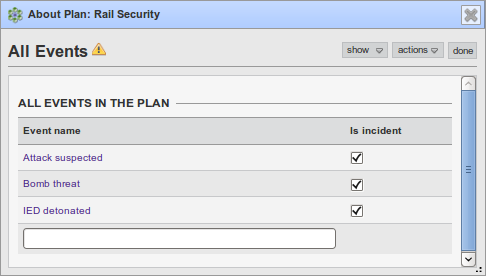 About Plan: Rail Security
All Events
show
actions
done
ALL EVENTS IN THE PLAN
Event name Is incident
Attack suspected
Bomb threat
IED detonated